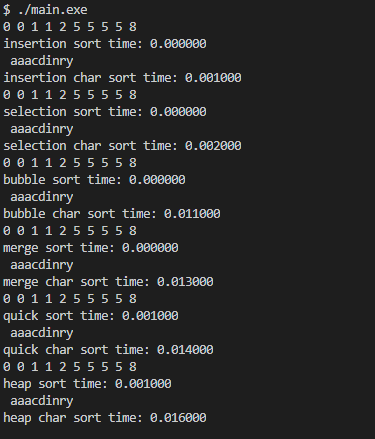 $ ./main.exe
0 0 1 1 2 5 5 5 5 8
insertion sort time: 0.000000
 aaacdinry
insertion char sort time: 0.001000
0 0 1 1 2 5 5 5 5 8
selection sort time: 0.000000
 aaacdinry
selection char sort time: 0.002000
0 0 1 1 2 5 5 5 5 8
bubble sort time: 0.000000
 aaacdinry
bubble char sort time: 0.011000
0 0 1 1 2 5 5 5 5 8
merge sort time: 0.000000
 aaacdinry
merge char sort time: 0.013000
0 0 1 1 2 5 5 5 5 8
quick sort time: 0.001000
 aaacdinry
quick char sort time: 0.014000
0 0 1 1 2 5 5 5 5 8
heap sort time: 0.001000
 aaacdinry
heap char sort time: 0.016000